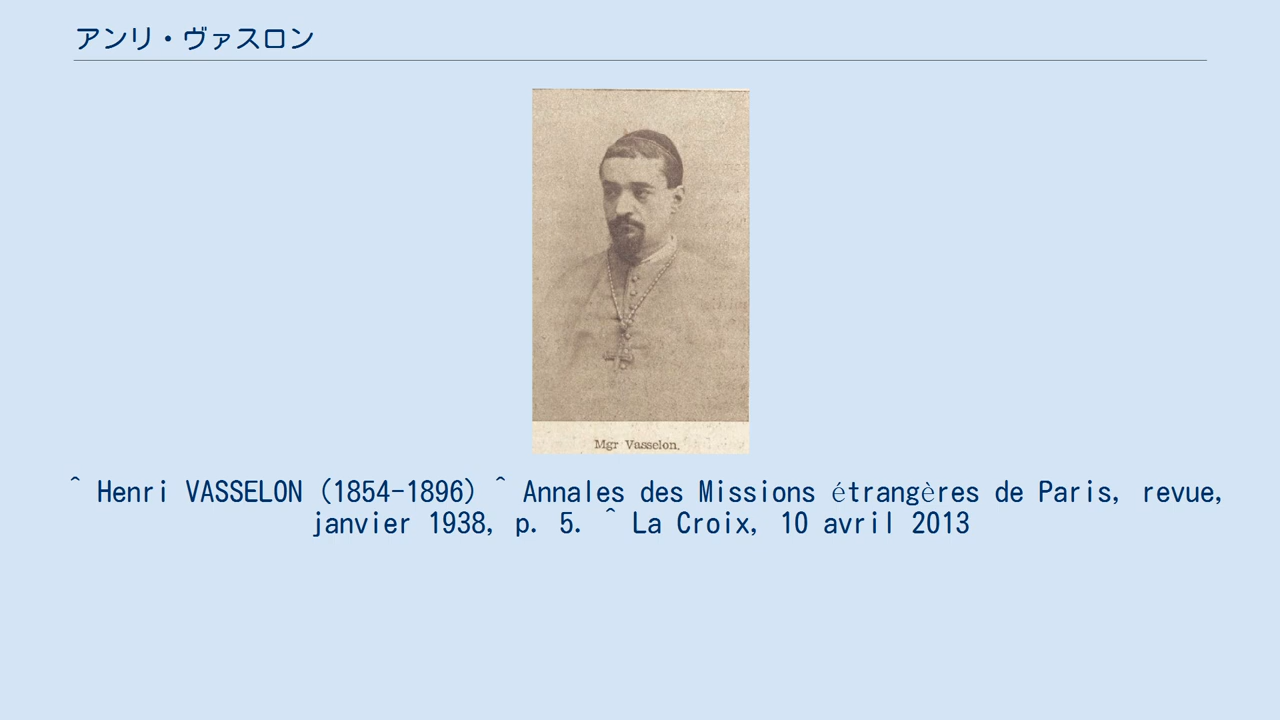 アンリ・ヴァスロン
Mgr Vasselon.
^ Henri VASSELON (1854-1896) ^ Annales des Missions étrangères de Paris, revue,
janvier 1938, p. 5. ^ La Croix, 10 avril 2013